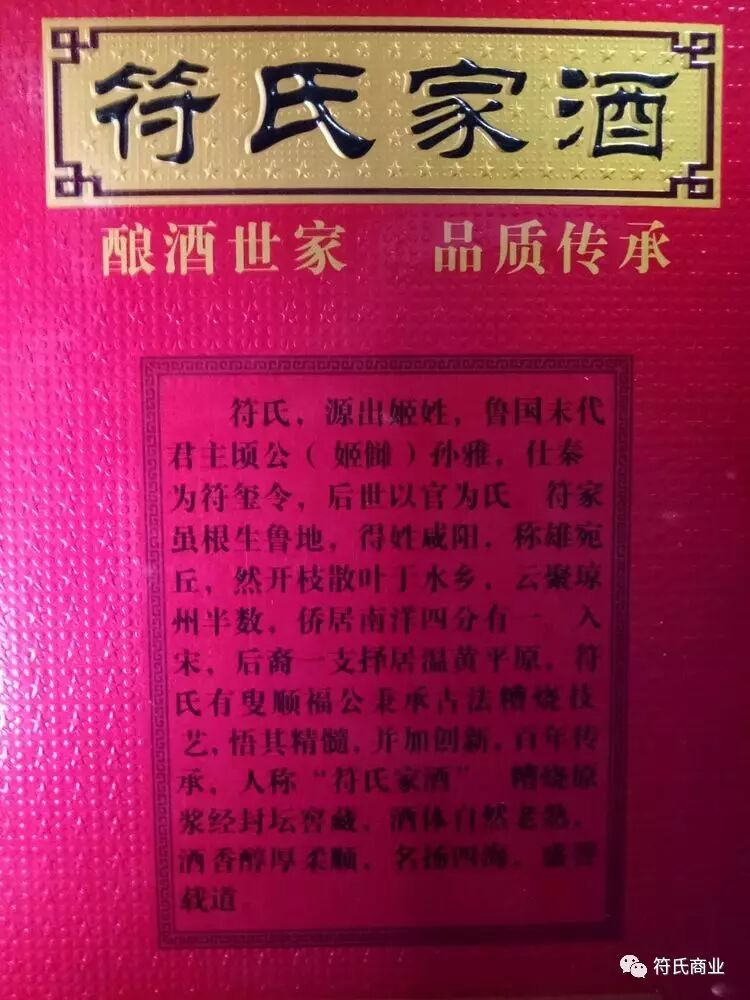 符氏家酒
酿酒世家 品质传承
符氏，源出姬姓，鲁国末代
君主顷公（姬雠）孙雅，仕秦
为符玺令，后世以官为氏 符家
虽根生鲁地，得姓咸阳，称雄宛
丘，然开枝散叶于水乡，云聚琼
州半数，侨居南洋四分有一 入
宋，后裔一支择居温黄平原，符
氏有叟顺福公秉承古法糟烧技
艺，悟其精髓，并加创新，百年传
承，人称“符氏家酒” 糟烧原
浆经封坛窖藏，酒体自然老熟，
酒香醇厚柔顺，名扬四海，盛誉
载道
符氏商业